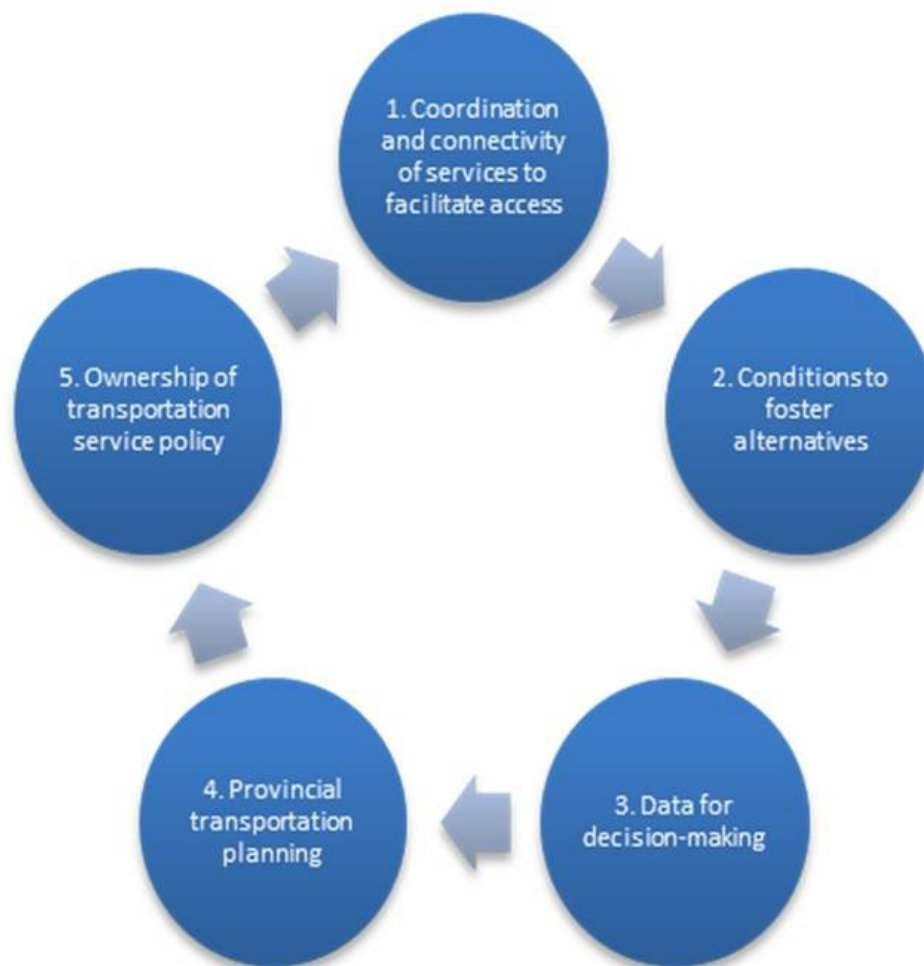 1. Coordination
and connectivity
of services to
facilitate access
2. Conditions to
foster
alternatives
3. Data for
decision-making
4. Provincial
transportation
planning
5. Ownership of
transportation
service policy